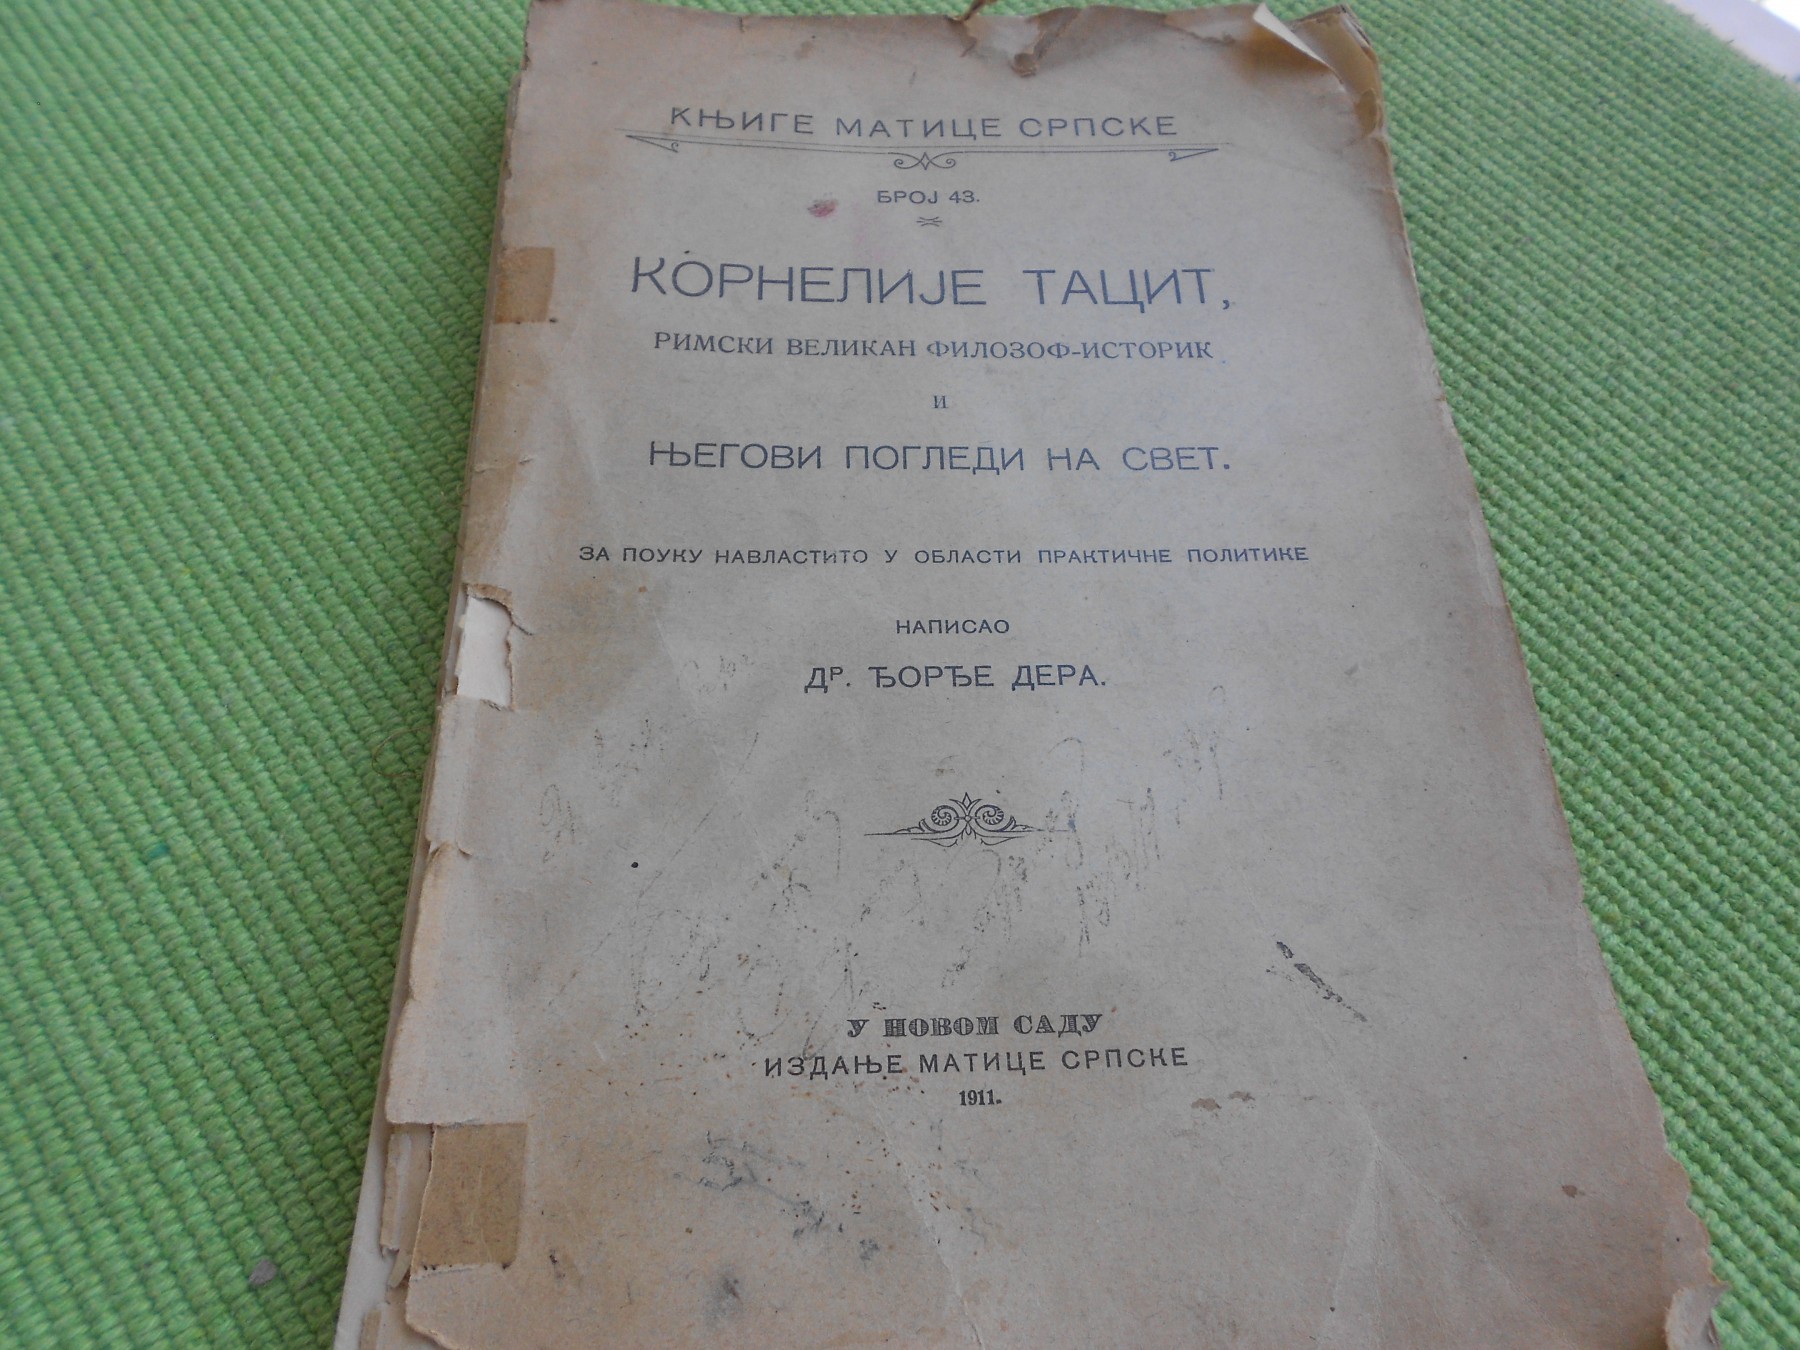 КЊИГЕ МАТИЦЕ СРПСКЕ
БРОЈ 43.
КОРНЕЛИЈЕ ТАЦИТ,
РИМСКИ ВЕЛИКАН ФИЛОЗОФ-ИСТОРИК
И
ЊЕГОВИ ПОГЛЕДИ НА СВЕТ.
ЗА ПОУКУ НАВЛАСТИТО У ОБЛАСТИ ПРАКТИЧНЕ ПОЛИТИКЕ
НАПИСАО
ДР. ЂОРЂЕ ДЕРА.
У НОВОМ САДУ
ИЗДАЊЕ МАТИЦЕ СРПСКЕ
1911.